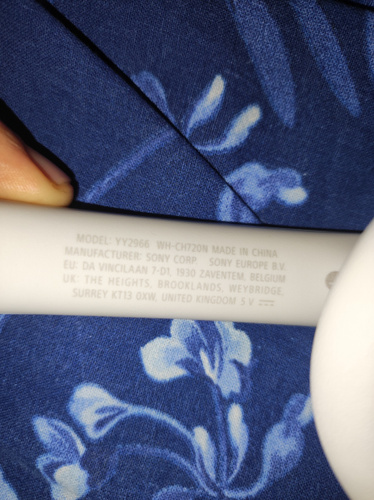 MODEL: YY2966 WH-CH720N MADE IN CHINA
MANUFACTURER: SONY CORP SONY EUROPE B.V.
EU: DA VINCILAAN 7-D1, 1930 ZAVENTEM, BELGIUM
UK: THE HEIGHTS, BROOKLANDS, WEYBRIDGE,
SURREY KT13 0XW, UNITED KINGDOM 5 V ⎓